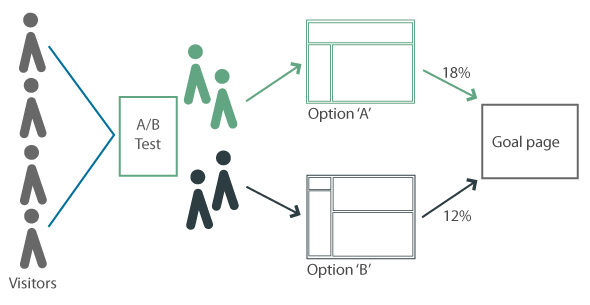 Visitors
A/B
Test
Option ‘A’
18%
Option ‘B’
12%
Goal page